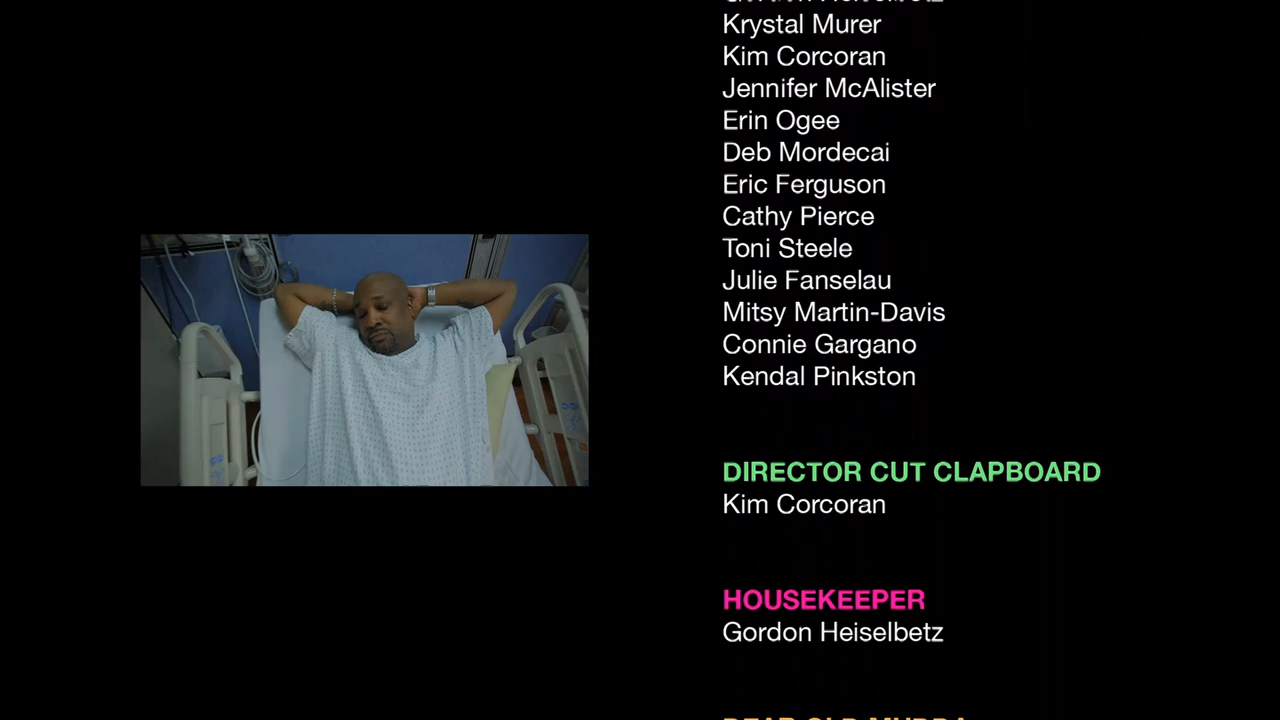 Krystal Murer
Kim Corcoran
Jennifer McAlister
Erin Ogee
Deb Mordecai
Eric Ferguson
Cathy Pierce
Toni Steele
Julie Fanselau
Mitsy Martin-Davis
Connie Gargano
Kendal Pinkston
DIRECTOR CUT CLAPBOARD
Kim Corcoran
HOUSEKEEPER
Gordon Heiselbetz